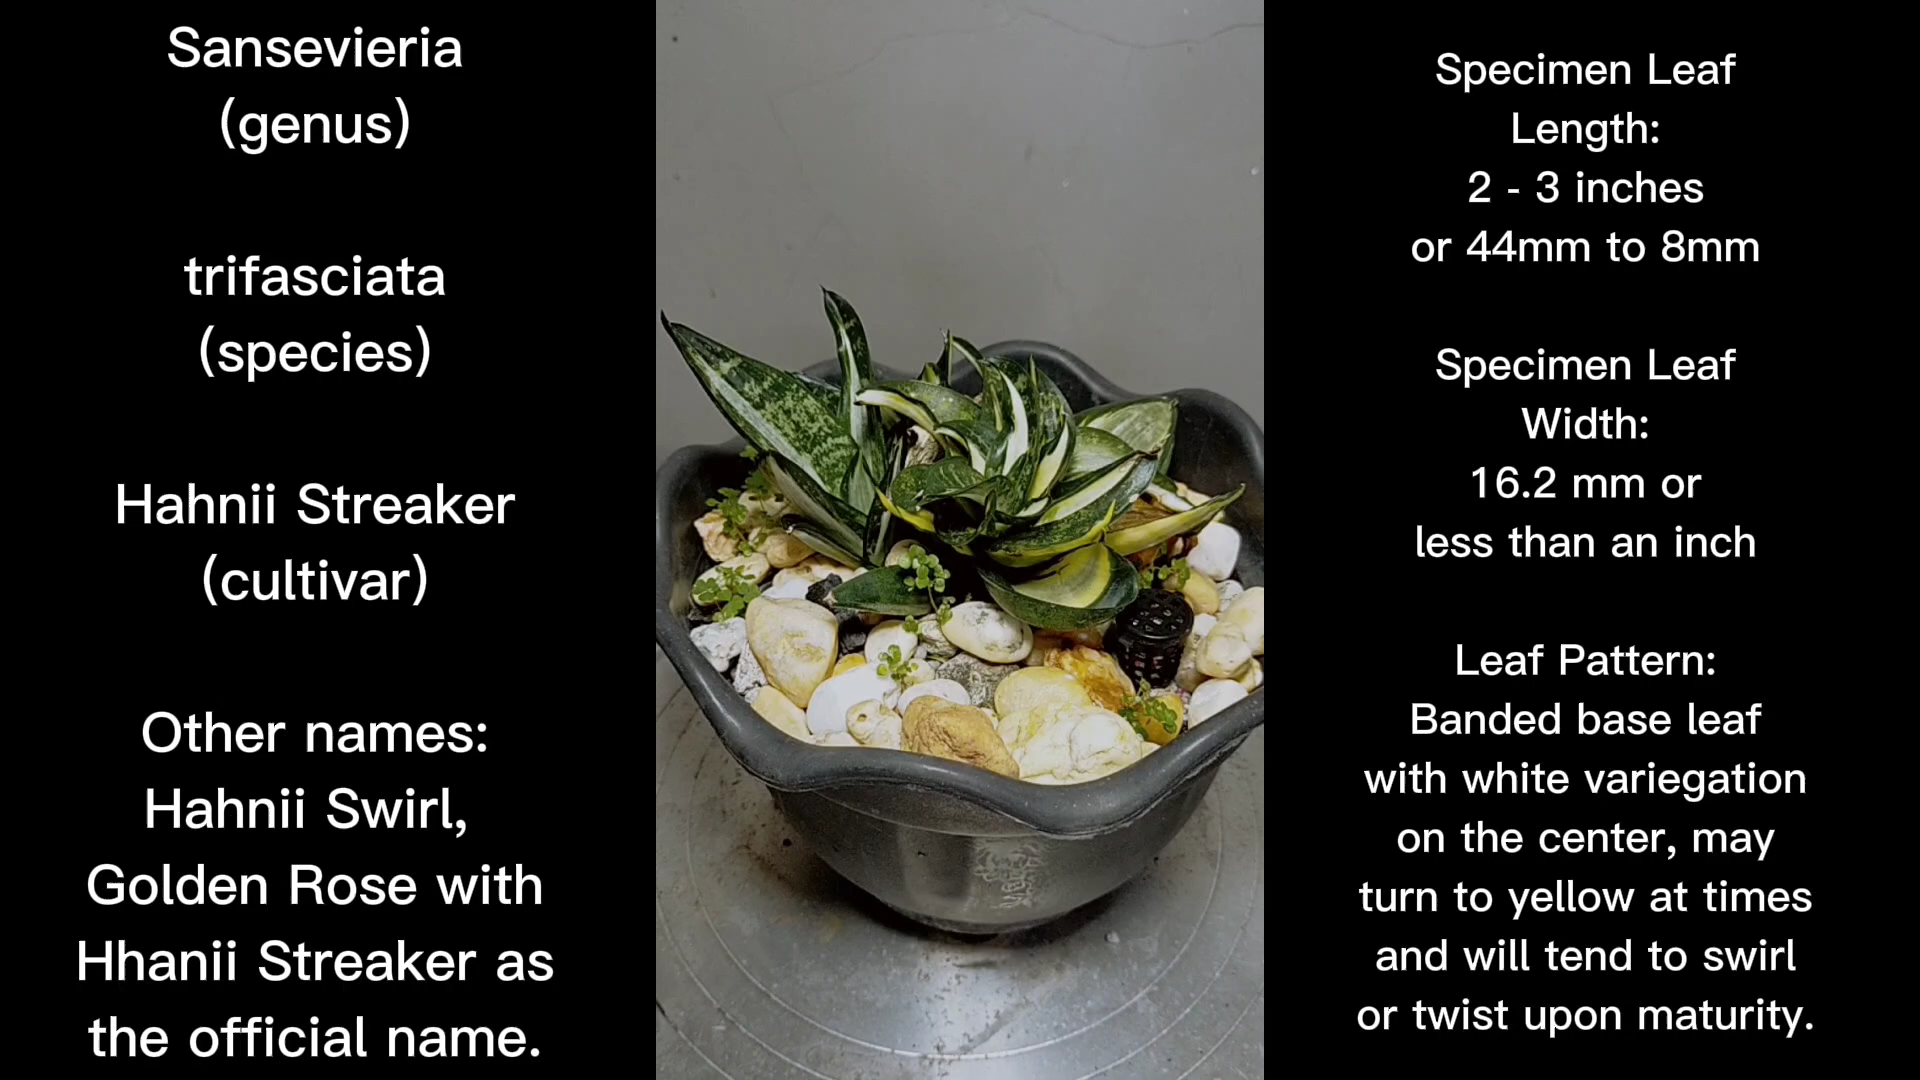 Sansevieria
(genus)
trifasciata
(species)
Hahnii Streaker
(cultivar)
Other names:
Hahnii Swirl,
Golden Rose with
Hhanii Streaker as
the official name.
Specimen Leaf
Length:
2 - 3 inches
or 44mm to 8mm
Specimen Leaf
Width:
16.2 mm or
less than an inch
Leaf Pattern:
Banded base leaf
with white variegation
on the center, may
turn to yellow at times
and will tend to swirl
or twist upon maturity.